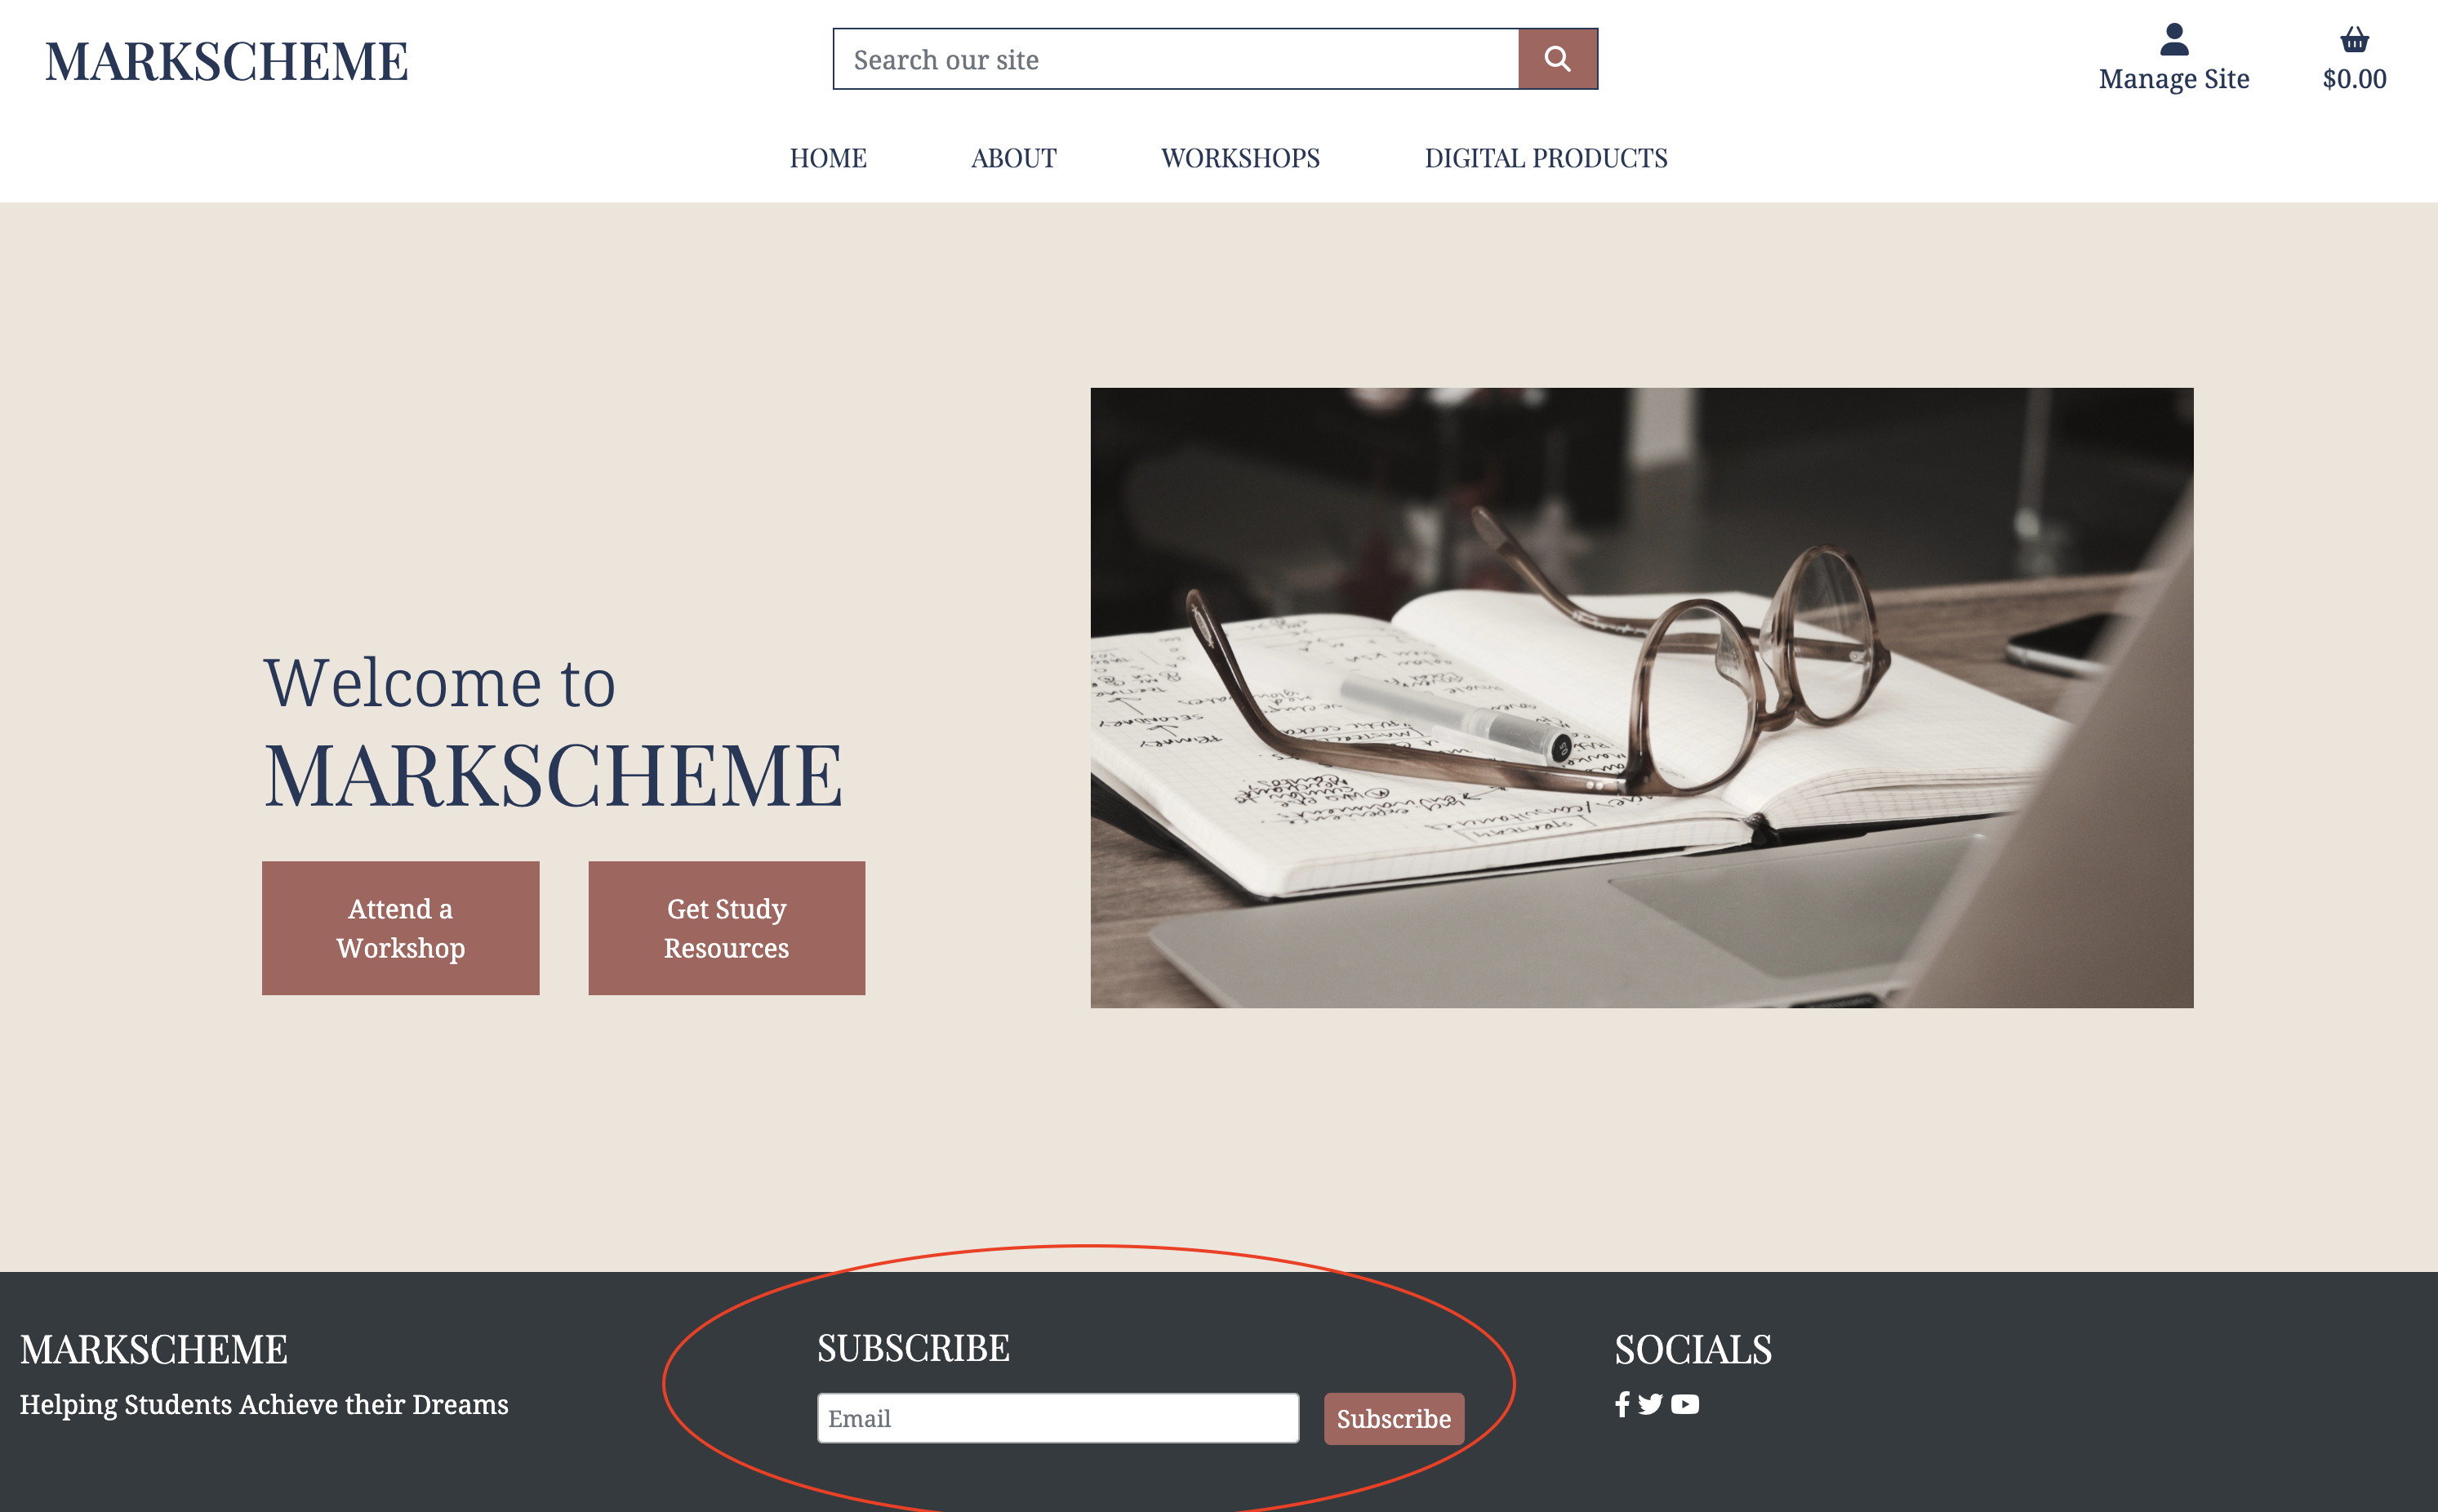 MARKSCHEME
Search our site
Manage Site
$0.00
HOME
ABOUT
WORKSHOPS
DIGITAL PRODUCTS
Welcome to
MARKSCHEME
Attend a
Workshop
Get Study
Resources
MARKSCHEME
Helping Students Achieve their Dreams
SUBSCRIBE
Email
Subscribe
SOCIALS